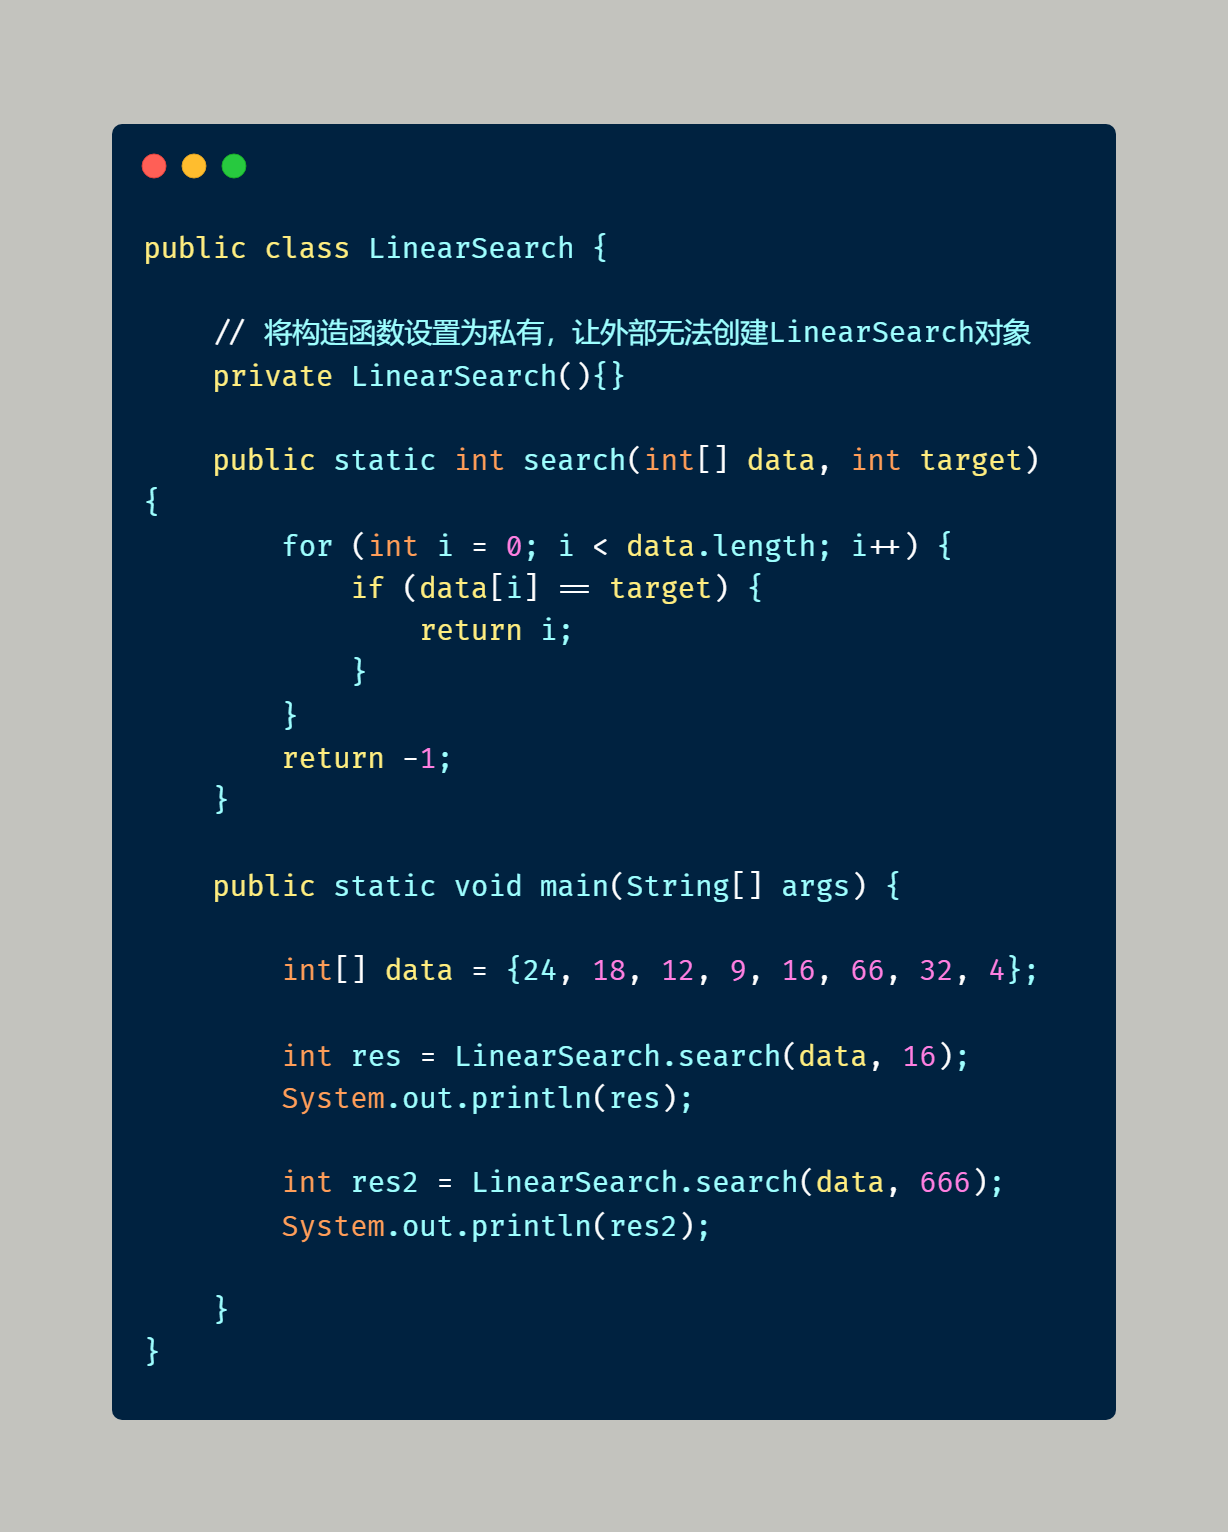 public class LinearSearch {
// 将构造函数设置为私有，让外部无法创建LinearSearch对象
private LinearSearch(){}
public static int search(int[] data, int target)
{
for (int i = 0; i < data.length; i++) {
if (data[i] == target) {
return i;
}
}
return -1;
}
public static void main(String[] args) {
int[] data = {24, 18, 12, 9, 16, 66, 32, 4};
int res = LinearSearch.search(data, 16);
System.out.println(res);
int res2 = LinearSearch.search(data, 666);
System.out.println(res2);
}
}